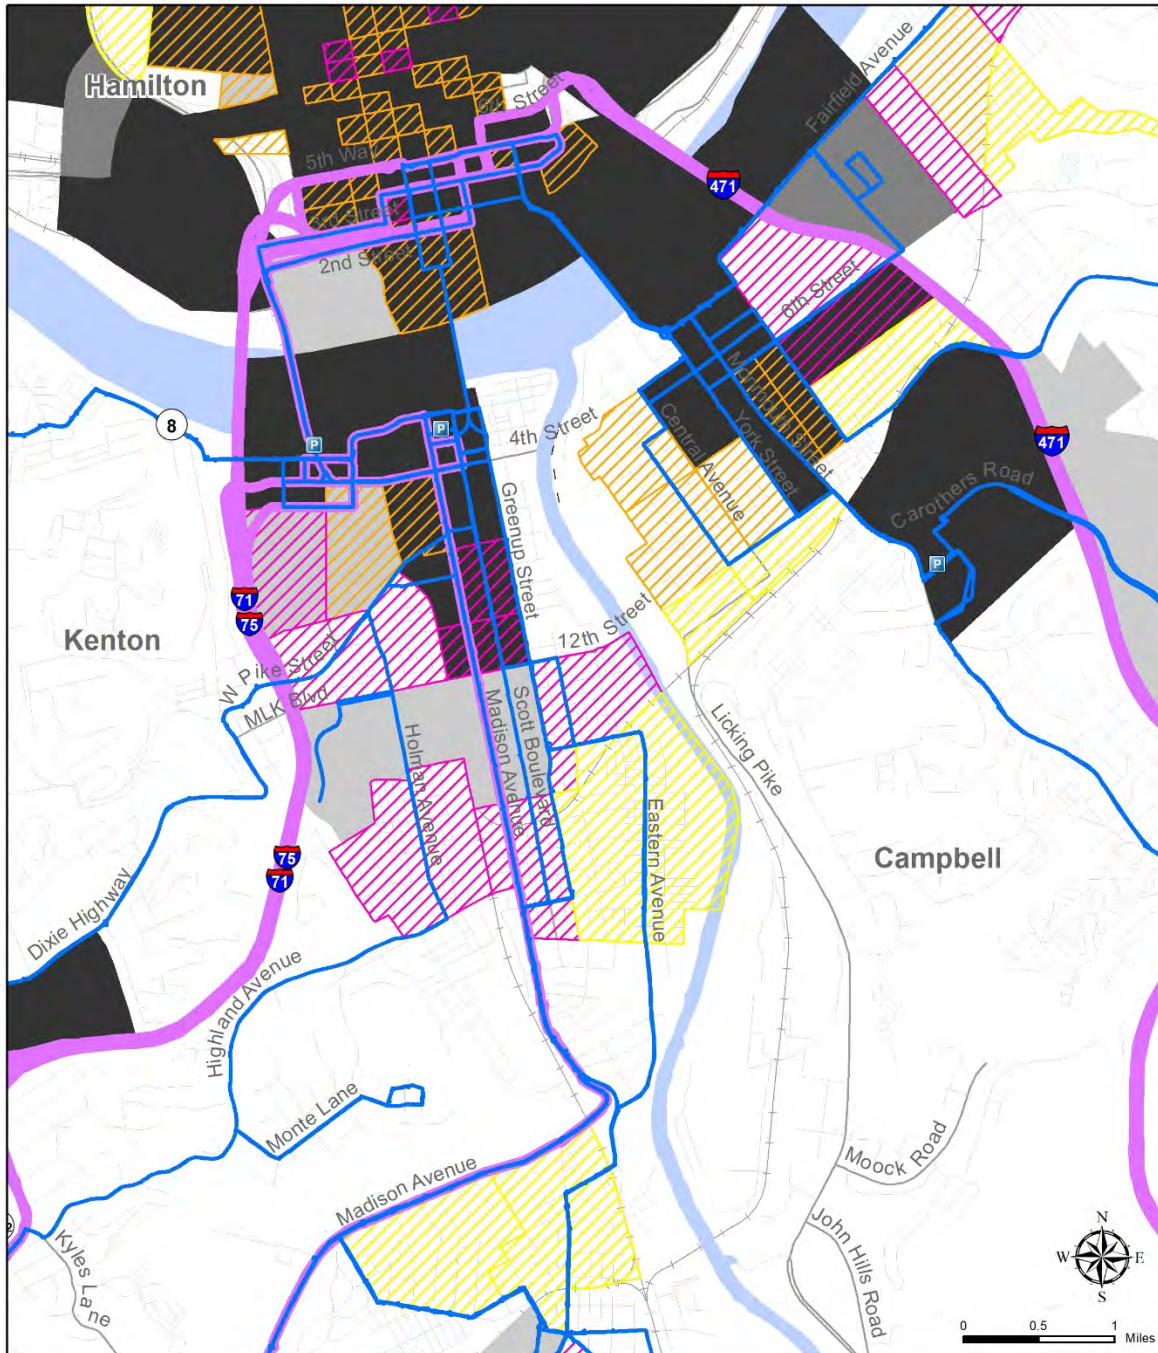 Hamilton
Fairfield Avenue
6th Street
5th Wa
471
3rd Street
2nd Street
6th Street
8
P
P
4th Street
Monmouth Street
York Street
Central Avenue
471
Carothers Road
Greenup Street
P
71
75
Kenton
12th Street
W. Pike Street
MLK Blvd
Licking Pike
Holman Avenue
Madison Avenue
Scott Boulevard
Eastern Avenue
75
71
Campbell
Dixie Highway
Highland Avenue
Monte Lane
Moock Road
Madison Avenue
John Hills Road
Kyles Lane
N
W E
S
0 0.5 1
Miles